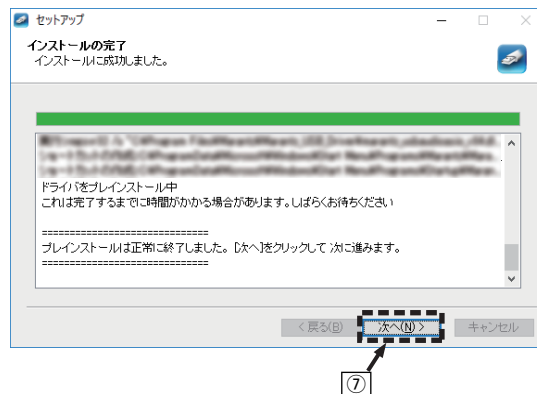 セットアップ
インストールの完了
インストールに成功しました。
ドライバをプレインストール中
これは完了するまでに時間がかかる場合があります。しばらくお待ちください
==============================
プレインストールは正常に終了しました。 [次へ]をクリックして 次に進みます。
==============================
< 戻る(B) 次へ(N) > キャンセル
⑦